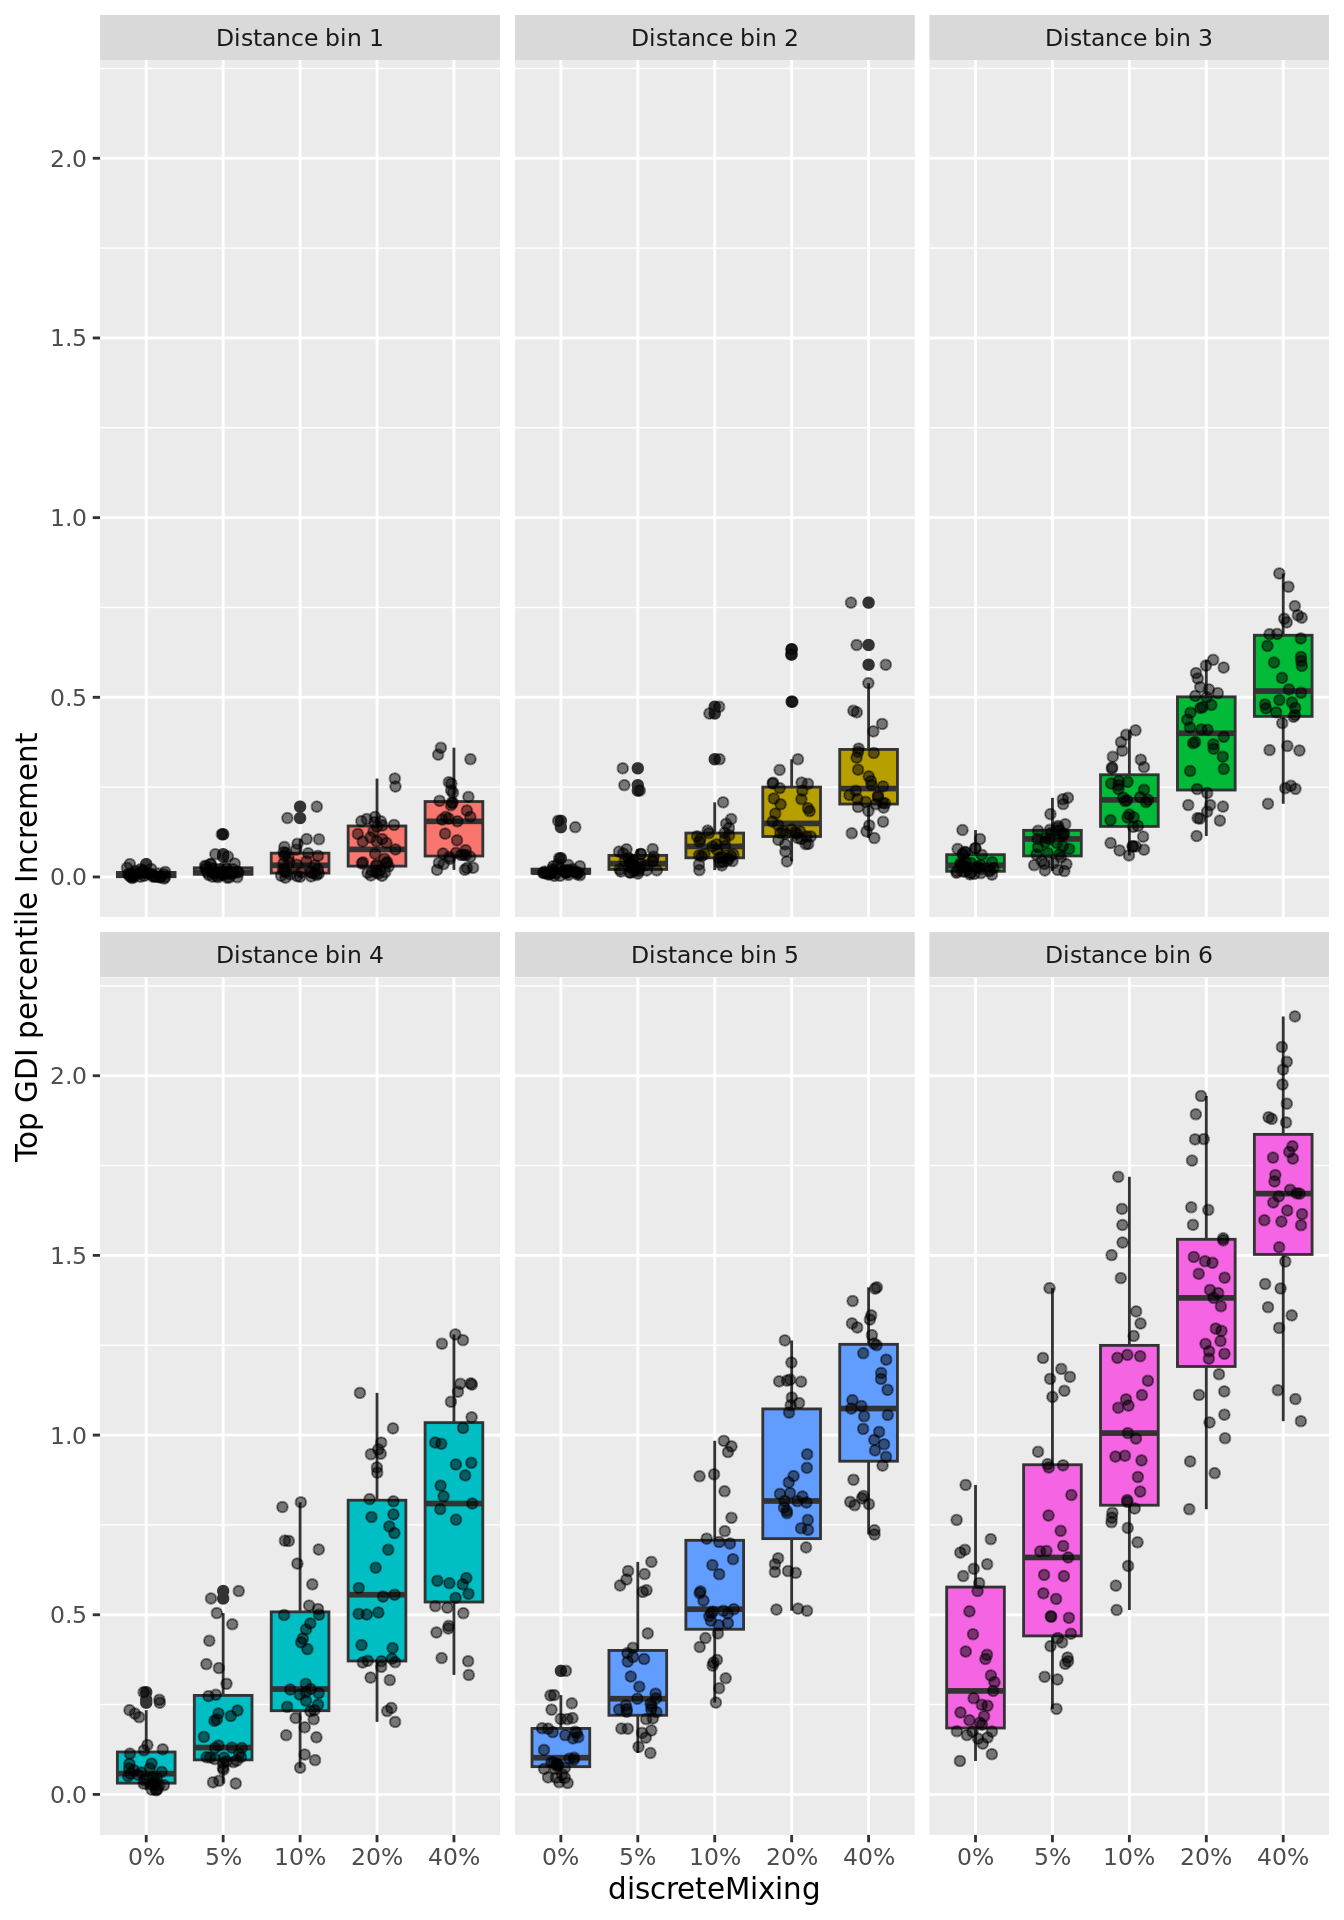 Distance bin 1
Distance bin 2
Distance bin 3
2.0
1.5
1.0
0.5
0.0
Top GDI percentile Increment
Distance bin 4
Distance bin 5
Distance bin 6
2.0
1.5
1.0
0.5
0.0
0% 5% 10% 20% 40%
0% 5% 10% 20% 40%
0% 5% 10% 20% 40%
discreteMixing